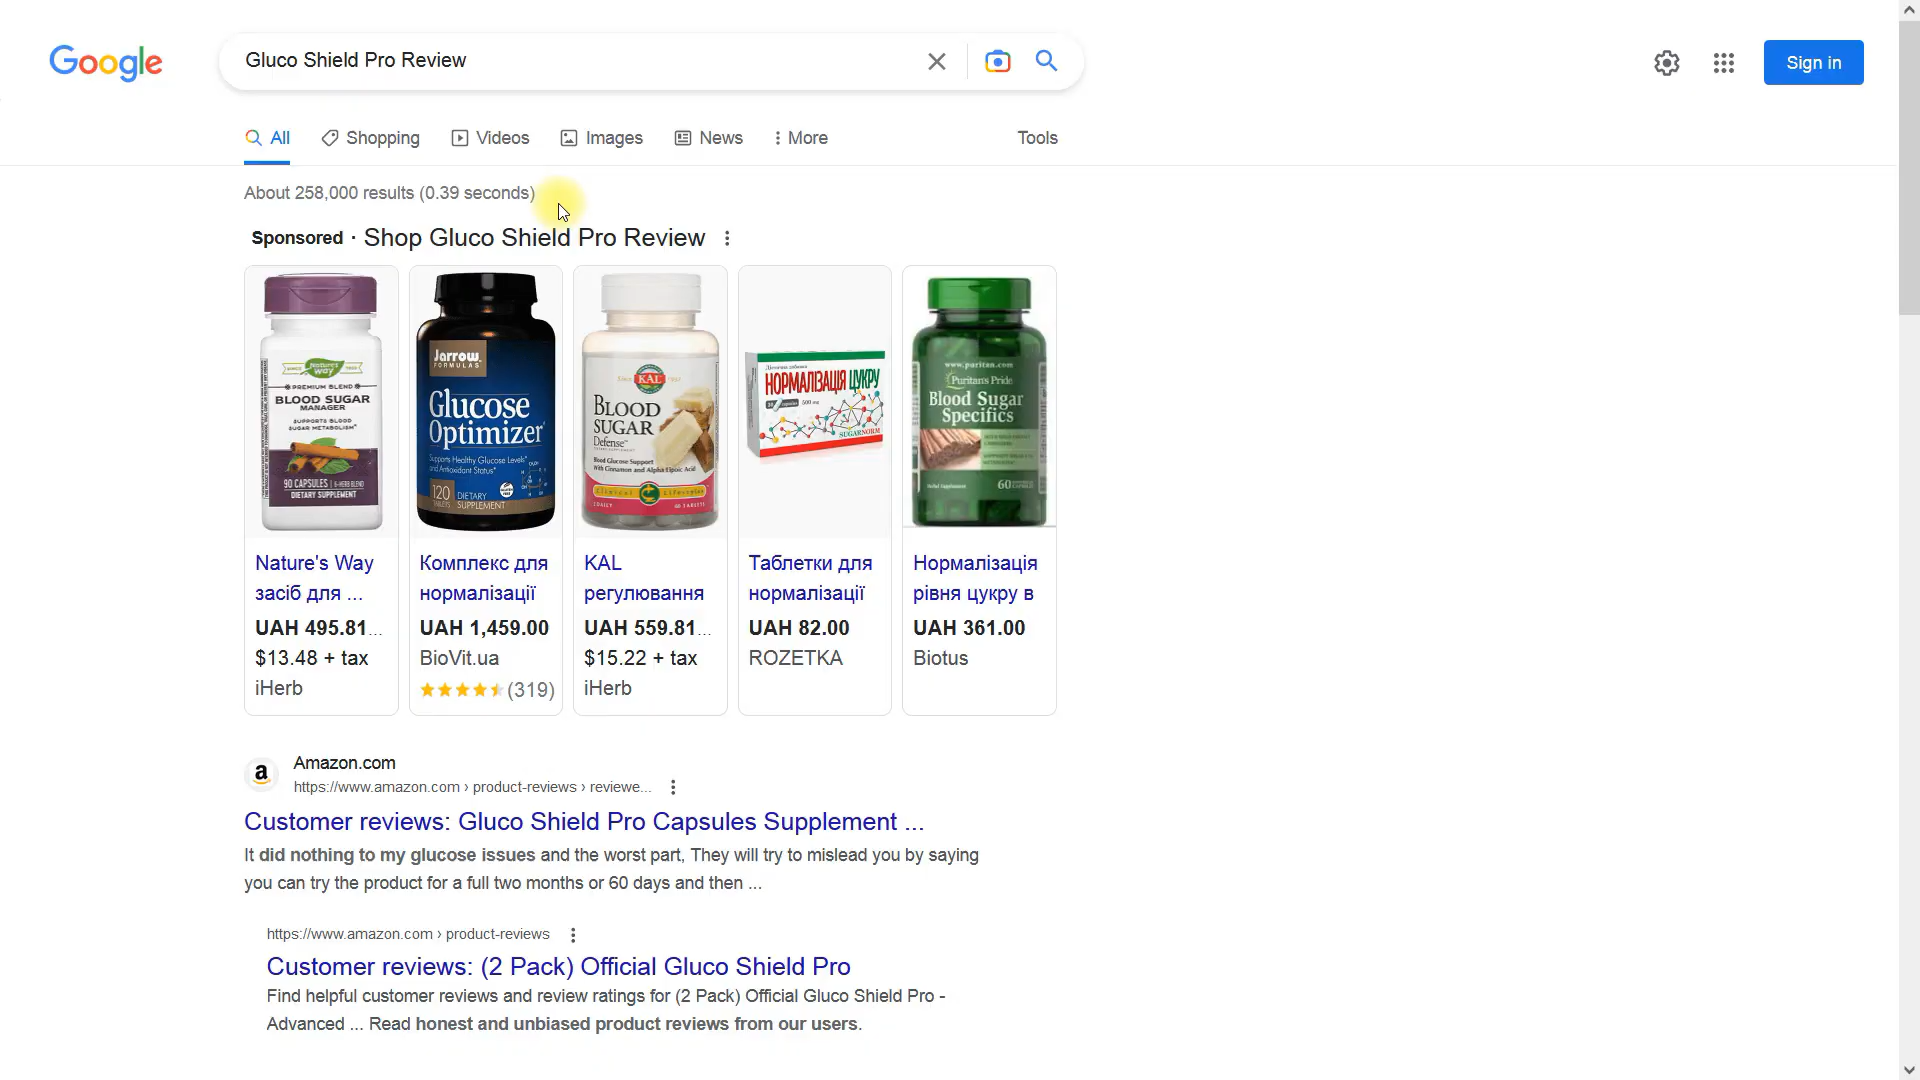 Google
Gluco Shield Pro Review
Sign in
All
Shopping
Videos
Images
News
More
Tools
About 258,000 results (0.39 seconds)
Sponsored · Shop Gluco Shield Pro Review
Nature's Way
PREMIUM BLEND
BLOOD SUGAR
MANAGER
SUPPORTS BLOOD
SUGAR METABOLISM*
90 CAPSULES
DIETARY SUPPLEMENT
Jarrow
FORMULAS
Glucose
Optimizer
Supports Healthy Glucose Levels*
and Antioxidant Status*
120
TABLETS
DIETARY
SUPPLEMENT
KAL
BLOOD
SUGAR
Defense™
Blood Glucose Support
With Cinnamon and Alpha Lipoic Acid
НОРМАЛІЗАЦІЯ ЦУКРУ
500 mg
SUGARNORM
www.puritan.com
Puritan's Pride
Blood Sugar
Specifics
60
Nature's Way
засіб для ...
UAH 495.81...
$13.48 + tax
iHerb
Комплекс для
нормалізації
UAH 1,459.00
BioVit.ua
(319)
KAL
регулювання
UAH 559.81...
$15.22 + tax
iHerb
Таблетки для
нормалізації
UAH 82.00
ROZETKA
Нормалізація
рівня цукру в
UAH 361.00
Biotus
Amazon.com
https://www.amazon.com › product-reviews › reviewe...
Customer reviews: Gluco Shield Pro Capsules Supplement ...
It did nothing to my glucose issues and the worst part, They will try to mislead you by saying
you can try the product for a full two months or 60 days and then ...
https://www.amazon.com › product-reviews
Customer reviews: (2 Pack) Official Gluco Shield Pro
Find helpful customer reviews and review ratings for (2 Pack) Official Gluco Shield Pro -
Advanced ... Read honest and unbiased product reviews from our users.